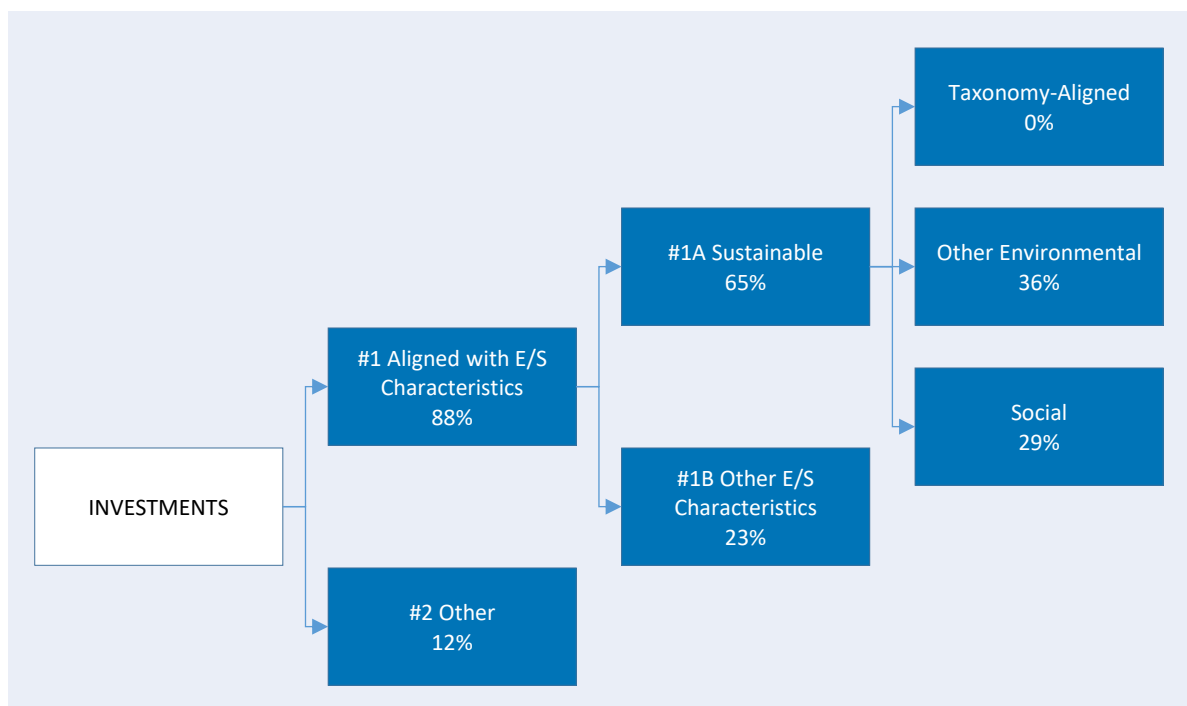 Taxonomy-Aligned
0%
#1A Sustainable
65%
Other Environmental
36%
#1 Aligned with E/S
Characteristics
88%
Social
29%
INVESTMENTS
#1B Other E/S
Characteristics
23%
#2 Other
12%